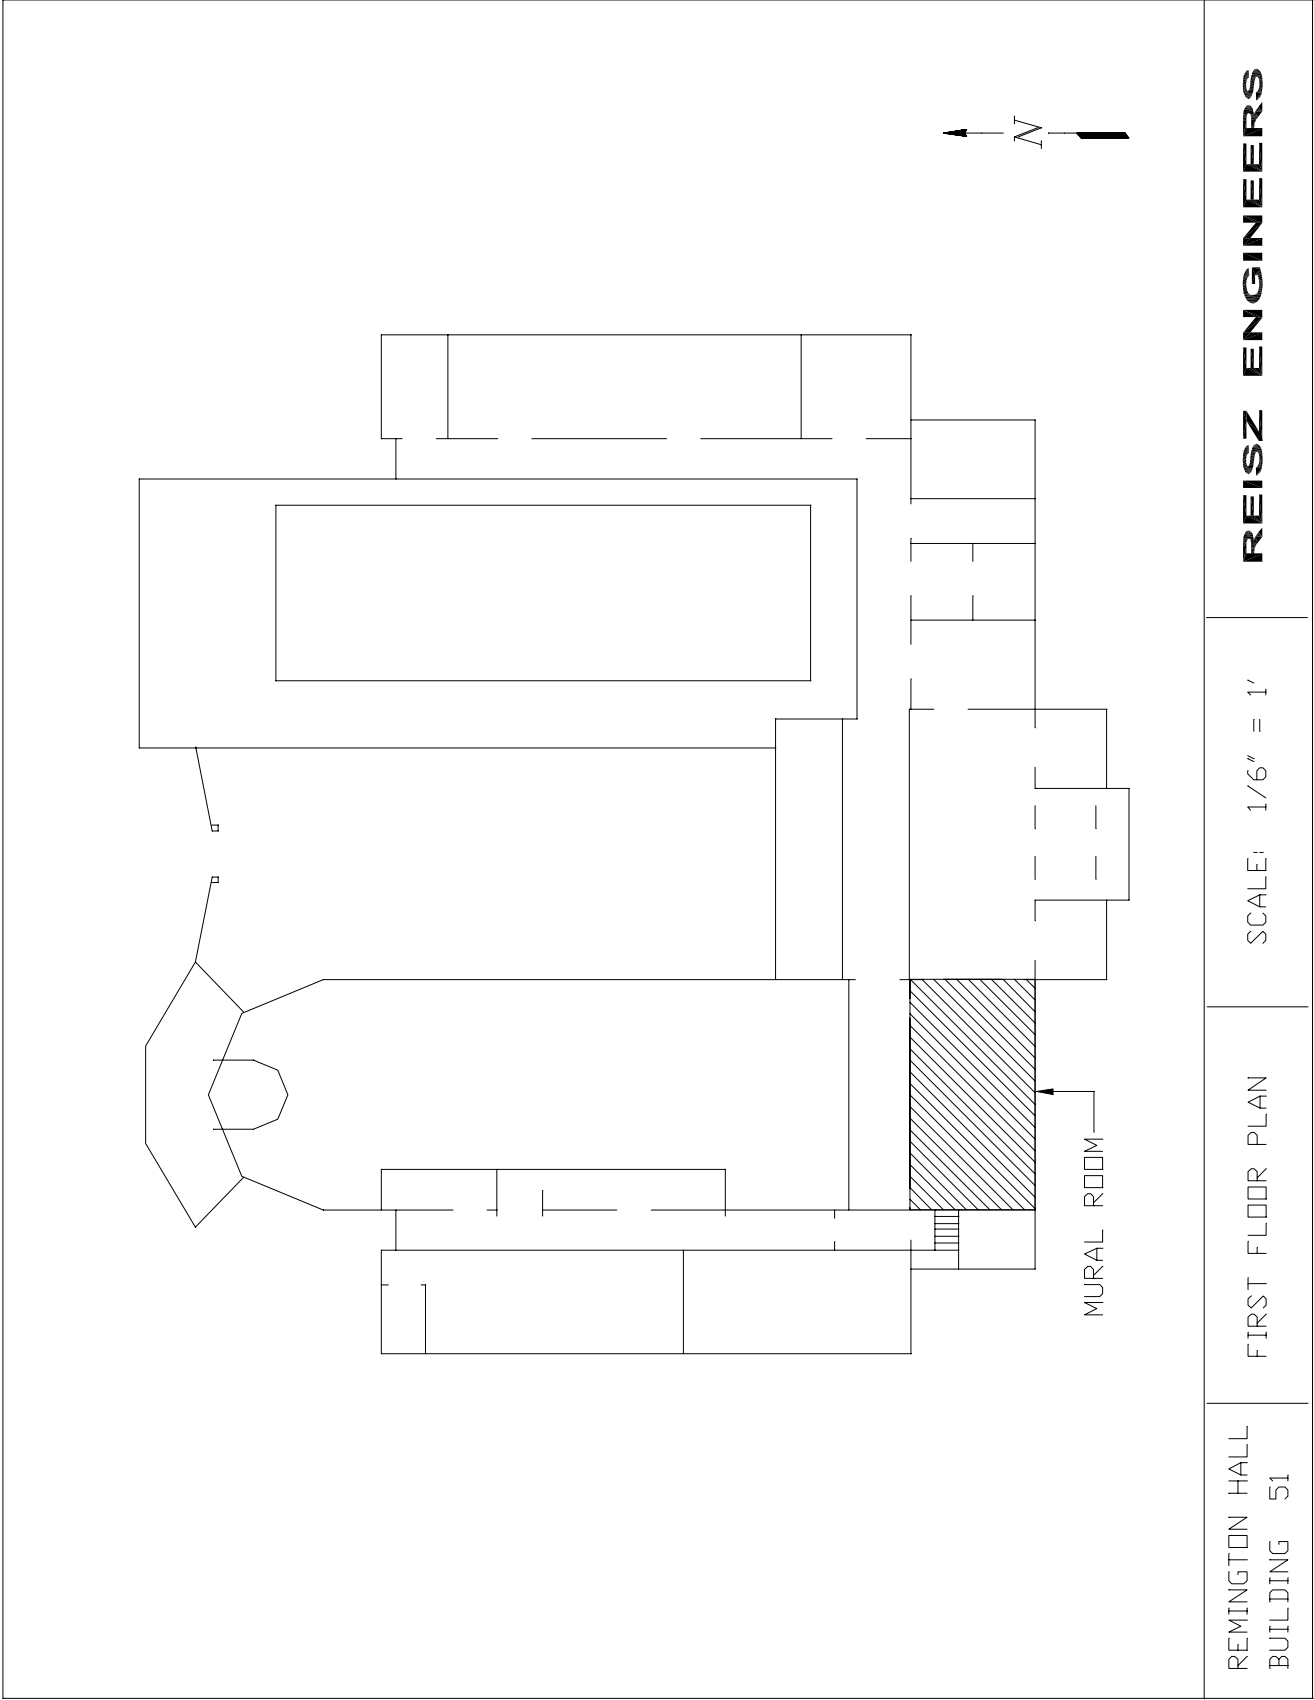 N
MURAL ROOM
REMINGTON HALL
BUILDING 51
FIRST FLOOR PLAN
SCALE: 1/6" = 1'
REISZ ENGINEERS